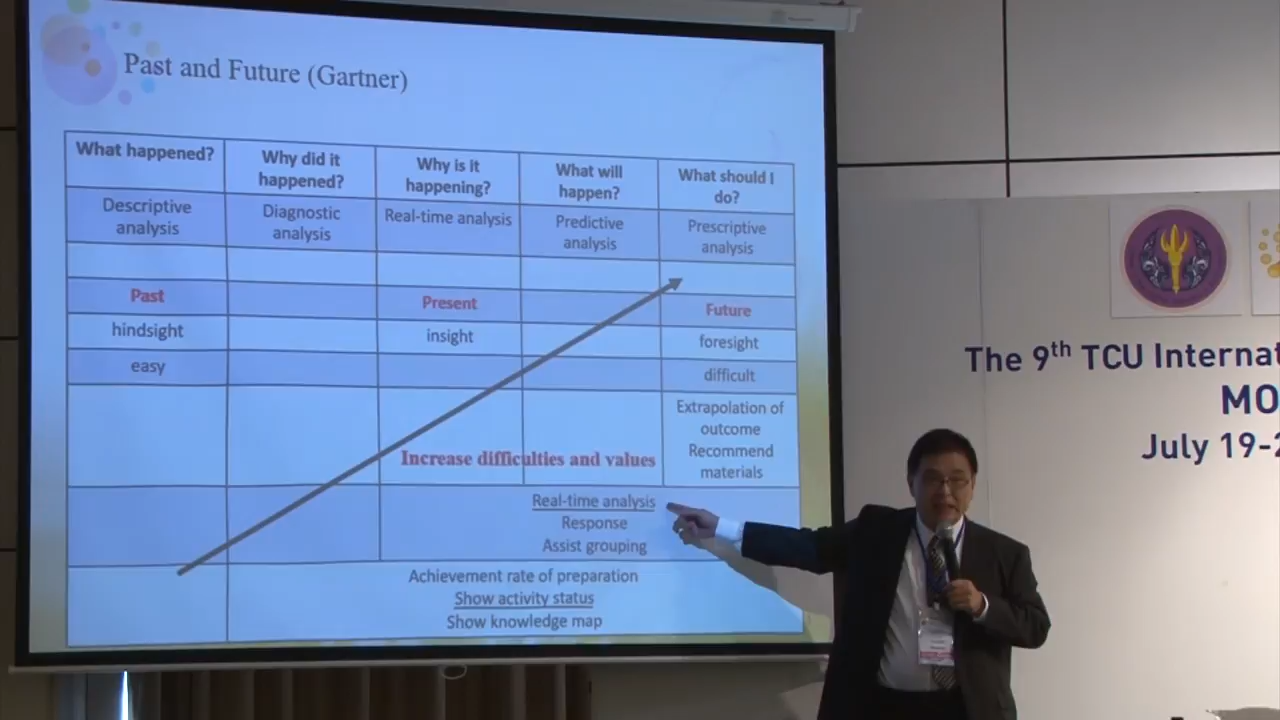 Past and Future (Gartner)
What happened?
Why did it
happened?
Why is it
happening?
What will
happen?
What should I
do?
Descriptive
analysis
Diagnostic
analysis
Real-time analysis
Predictive
analysis
Prescriptive
analysis
Past
Present
Future
hindsight
insight
foresight
easy
difficult
Extrapolation of
outcome
Recommend
materials
Increase difficulties and values
Real-time analysis
Response
Assist grouping
Achievement rate of preparation
Show activity status
Show knowledge map
The 9th TCU Internat
MO
July 19-2